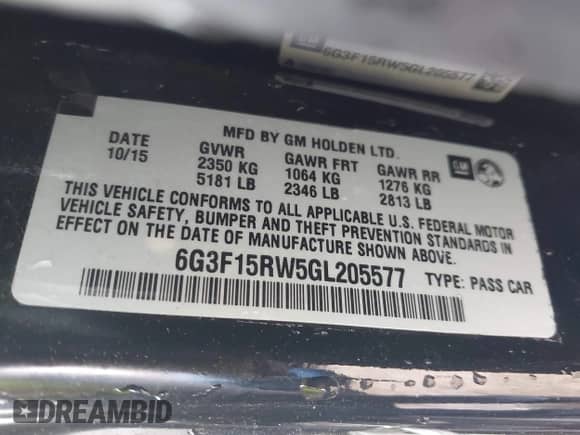 6G3F15RW5GL205577
MFD BY GM HOLDEN LTD.
DATE GVWR GAWR FRT GAWR RR
10/15 2350 KG 1064 KG 1276 KG
5181 LB 2346 LB 2813 LB
GM
THIS VEHICLE CONFORMS TO ALL APPLICABLE U.S. FEDERAL MOTOR
VEHICLE SAFETY, BUMPER AND THEFT PREVENTION STANDARDS IN
EFFECT ON THE DATE OF MANUFACTURE SHOWN ABOVE.
6G3F15RW5GL205577 TYPE: PASS CAR
DREAMBID